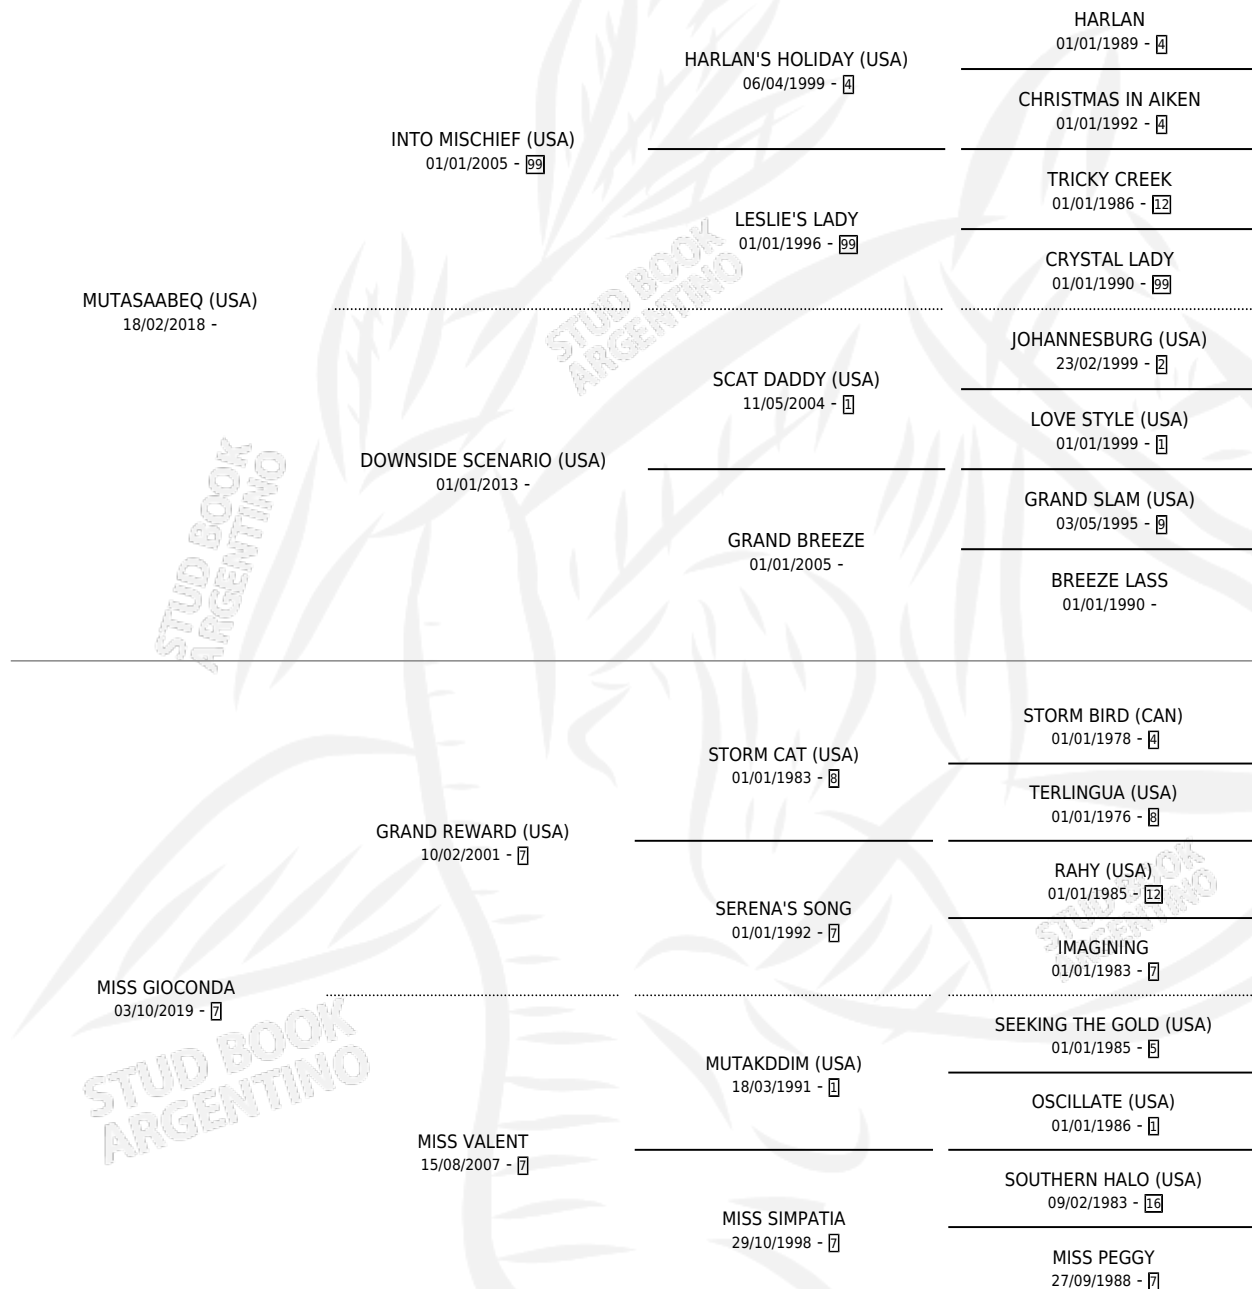 HARLAN
01/01/1989 - 4
HARLAN'S HOLIDAY (USA)
06/04/1999 - 4
CHRISTMAS IN AIKEN
01/01/1992 - 4
INTO MISCHIEF (USA)
01/01/2005 - 99
TRICKY CREEK
01/01/1986 - 12
LESLIE'S LADY
01/01/1996 - 99
CRYSTAL LADY
01/01/1990 - 99
MUTASAABEQ (USA)
18/02/2018 -
JOHANNESBURG (USA)
23/02/1999 - 2
SCAT DADDY (USA)
11/05/2004 - 1
LOVE STYLE (USA)
01/01/1999 - 1
DOWNSIDE SCENARIO (USA)
01/01/2013 -
GRAND SLAM (USA)
03/05/1995 - 9
GRAND BREEZE
01/01/2005 -
BREEZE LASS
01/01/1990 -
STORM BIRD (CAN)
01/01/1978 - 4
STORM CAT (USA)
01/01/1983 - 8
TERLINGUA (USA)
01/01/1976 - 8
GRAND REWARD (USA)
10/02/2001 - 7
RAHY (USA)
01/01/1985 - 12
SERENA'S SONG
01/01/1992 - 7
IMAGINING
01/01/1983 - 7
MISS GIOCONDA
03/10/2019 - 7
SEEKING THE GOLD (USA)
01/01/1985 - 5
MUTAKDDIM (USA)
18/03/1991 - 1
OSCILLATE (USA)
01/01/1986 - 1
MISS VALENT
15/08/2007 - 7
SOUTHERN HALO (USA)
09/02/1983 - 16
MISS SIMPATIA
29/10/1998 - 7
MISS PEGGY
27/09/1988 - 7
STUD BOOK
ARGENTINO
STUD BOOK
ARGENTINO
STUD BOOK
ARGENTINO
STUD BOOK
ARGENTINO